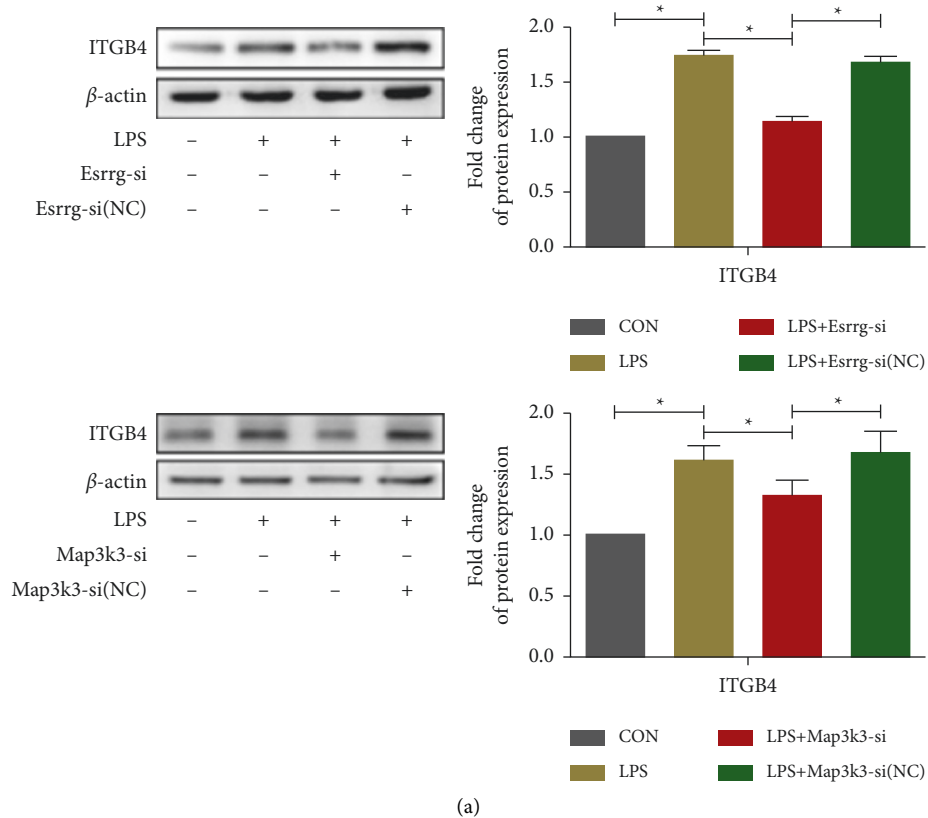 ITGB4
β-actin
LPS – + + +
Esrrg-si – – + –
Esrrg-si(NC) – – – +
Fold change
of protein expression
2.0
1.5
1.0
0.5
0.0
* * *
ITGB4
CON
LPS
LPS+Esrrg-si
LPS+Esrrg-si(NC)
ITGB4
β-actin
LPS – + + +
Map3k3-si – – + –
Map3k3-si(NC) – – – +
Fold change
of protein expression
2.0
1.5
1.0
0.5
0.0
* * *
ITGB4
CON
LPS
LPS+Map3k3-si
LPS+Map3k3-si(NC)
(a)